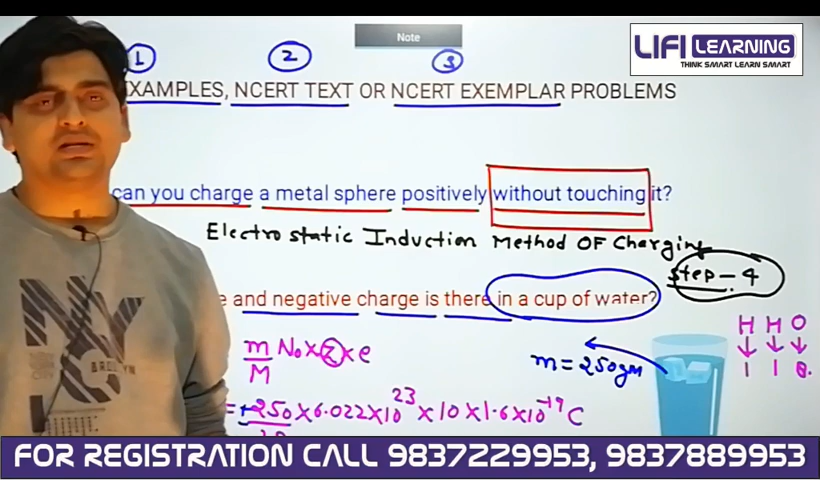 Note
LIFI LEARNING
THINK SMART LEARN SMART
1 2 3
EXAMPLES, NCERT TEXT OR NCERT EXEMPLAR PROBLEMS
can you charge a metal sphere positively without touching it?
Electrostatic Induction Method OF Charging
Step - 4
and negative charge is there in a cup of water?
H H O
1 1 8
m = 250gm
m/M N₀ × z × e
= +250 × 6.022 × 10²³ × 10 × 1.6 × 10⁻¹⁹ C
FOR REGISTRATION CALL 9837229953, 9837889953